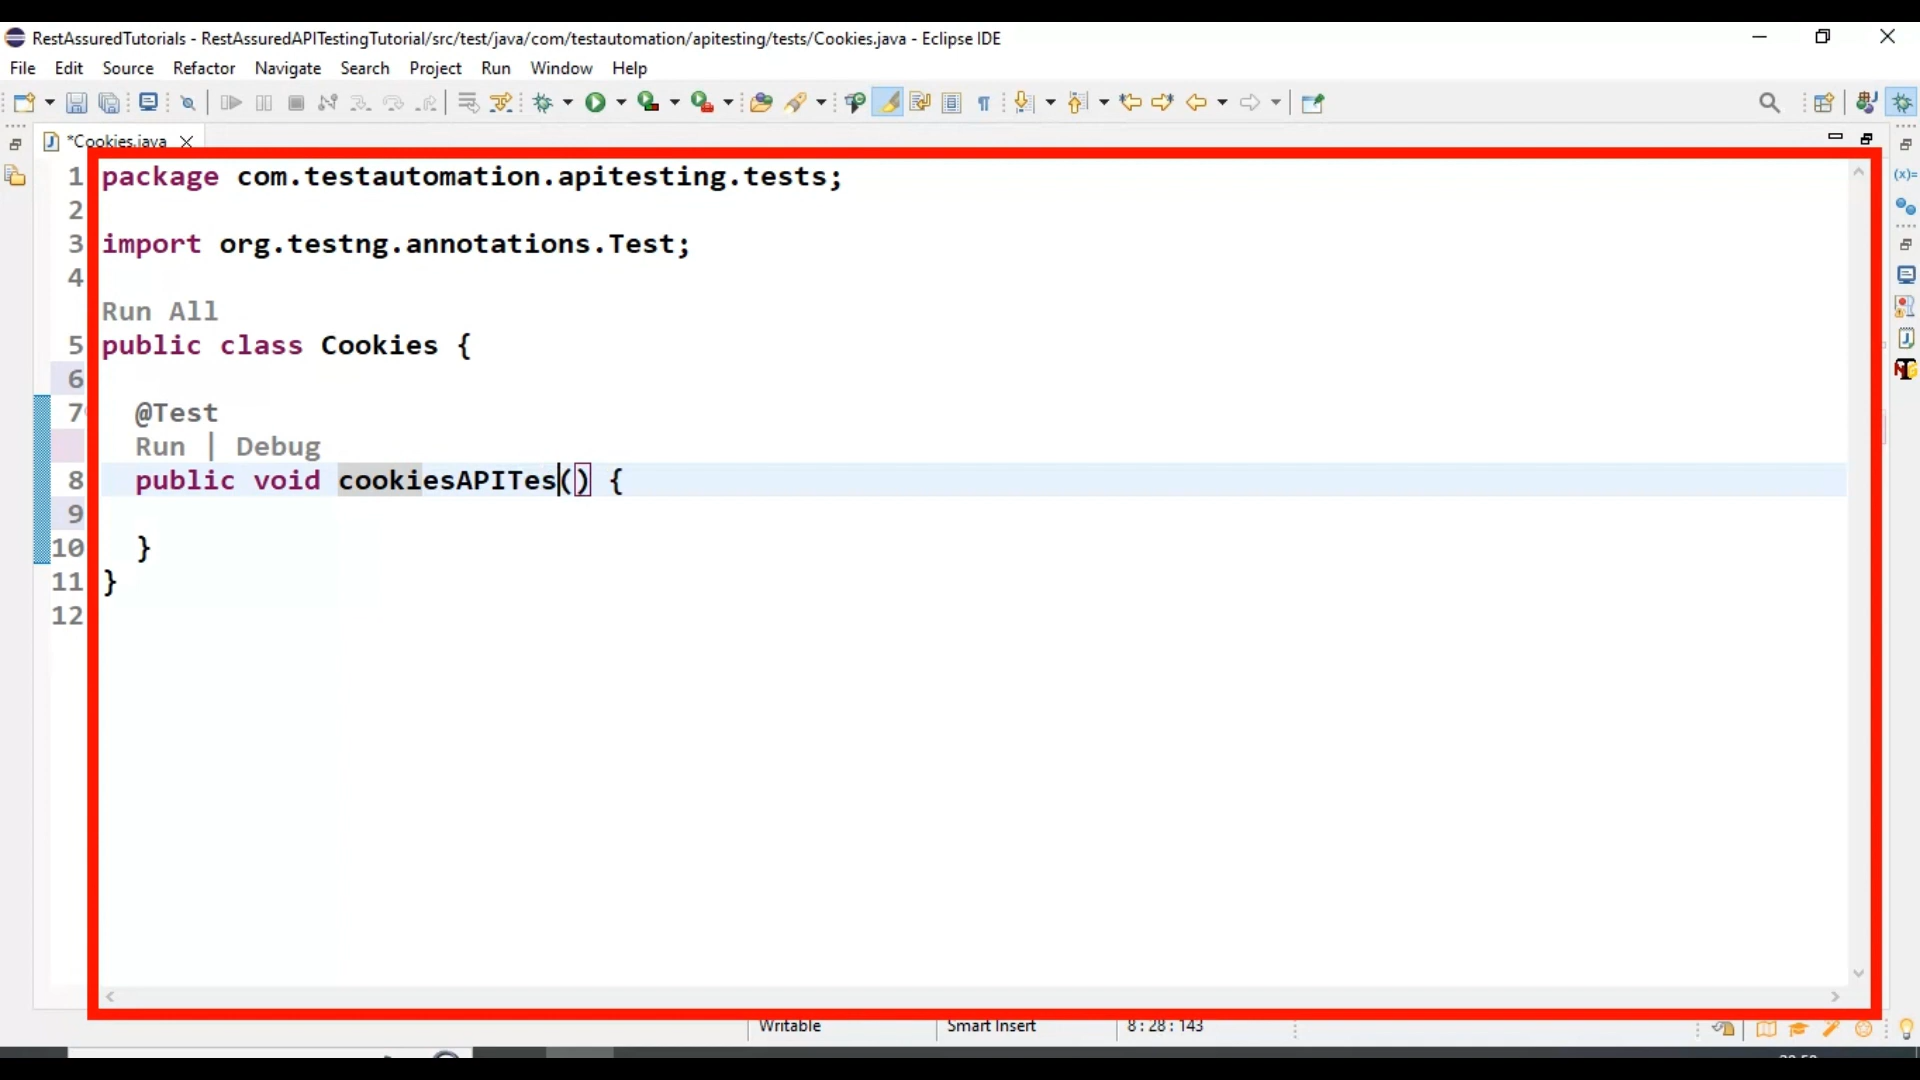 RestAssuredTutorials - RestAssuredAPITestingTutorial/src/test/java/com/testautomation/apitesting/tests/Cookies.java - Eclipse IDE
File Edit Source Refactor Navigate Search Project Run Window Help
*Cookies.java
1 package com.testautomation.apitesting.tests;
2
3 import org.testng.annotations.Test;
4
Run All
5 public class Cookies {
6
7 @Test
Run | Debug
8 public void cookiesAPITes() {
9
10 }
11 }
12
Writable Smart Insert 8 : 28 : 143